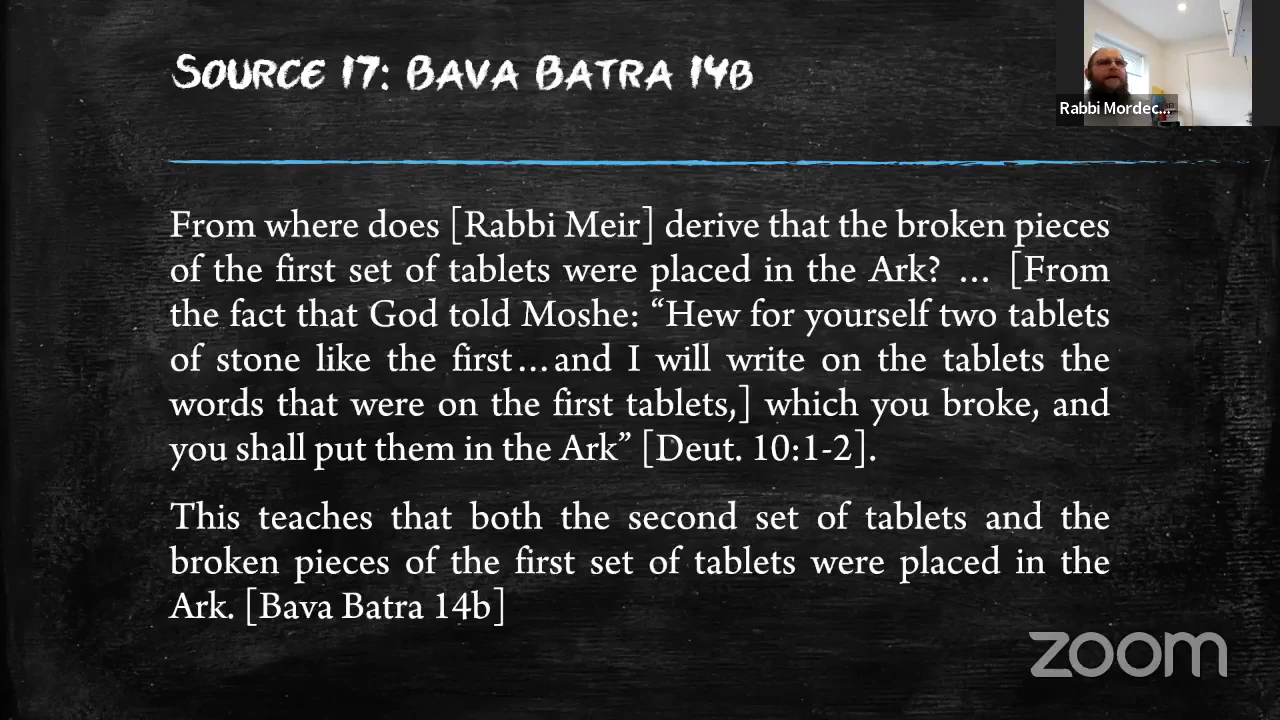 Source 17: Bava Batra 14b
Rabbi Mordec...
From where does [Rabbi Meir] derive that the broken pieces
of the first set of tablets were placed in the Ark? … [From
the fact that God told Moshe: “Hew for yourself two tablets
of stone like the first…and I will write on the tablets the
words that were on the first tablets,] which you broke, and
you shall put them in the Ark” [Deut. 10:1-2].
This teaches that both the second set of tablets and the
broken pieces of the first set of tablets were placed in the
Ark. [Bava Batra 14b]
zoom